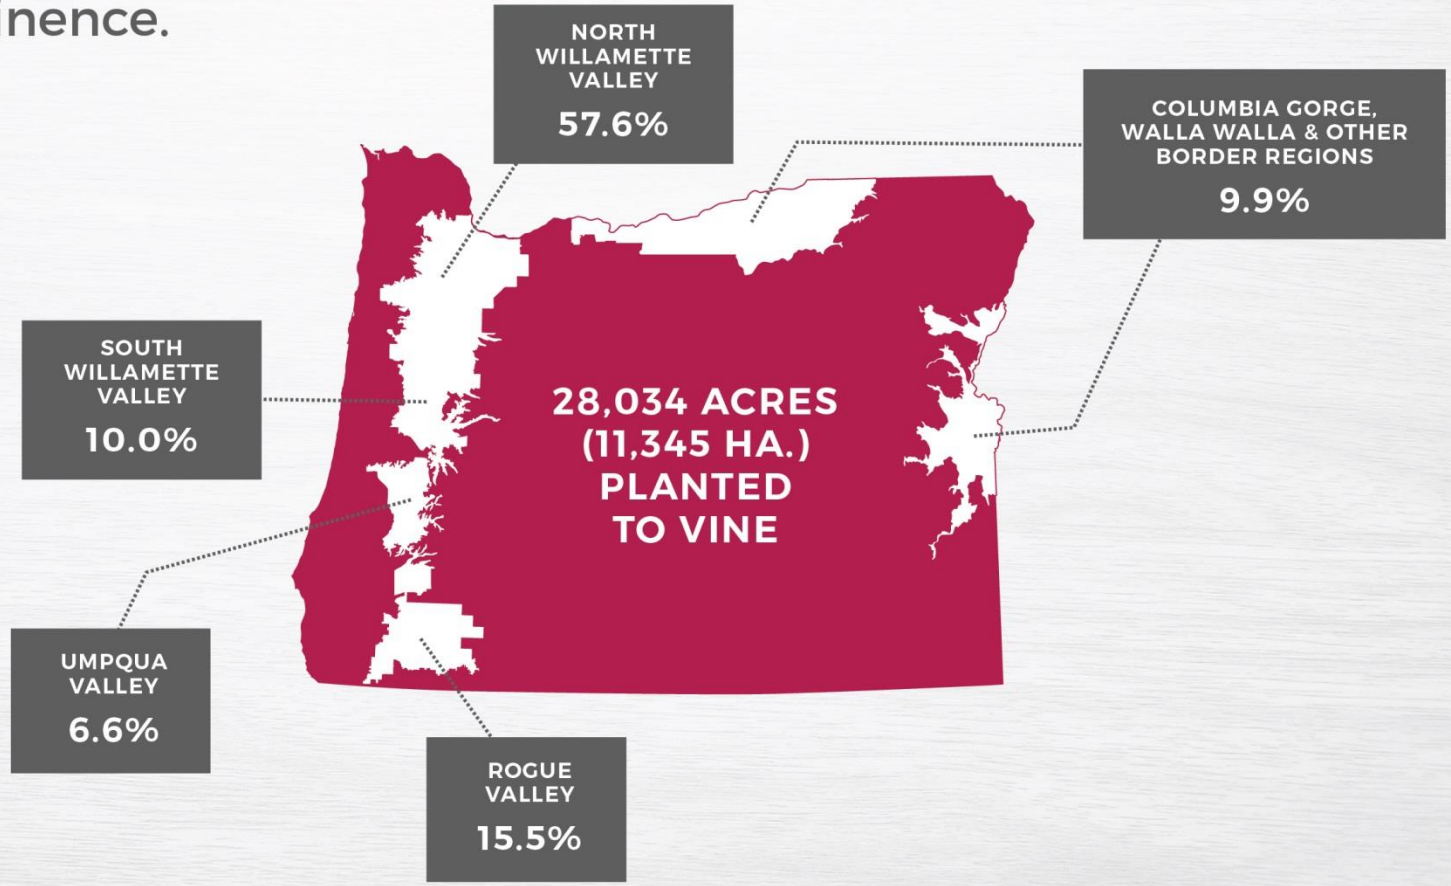 inence.
NORTH
WILLAMETTE
VALLEY
57.6%
COLUMBIA GORGE,
WALLA WALLA & OTHER
BORDER REGIONS
9.9%
SOUTH
WILLAMETTE
VALLEY
10.0%
28,034 ACRES
(11,345 HA.)
PLANTED
TO VINE
UMPQUA
VALLEY
6.6%
ROGUE
VALLEY
15.5%